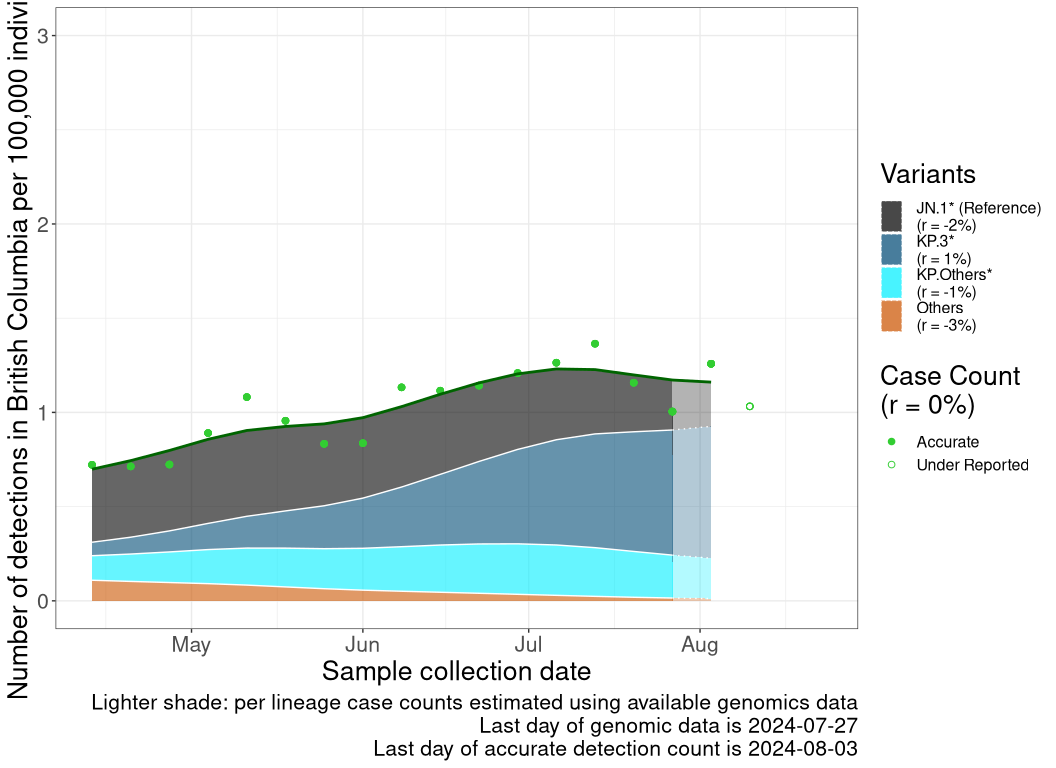 Number of detections in British Columbia per 100,000
3
2
1
0
May Jun Jul Aug
Sample collection date
Lighter shade: per lineage case counts estimated using available genomics data
Last day of genomic data is 2024-07-27
Last day of accurate detection count is 2024-08-03
Variants
JN.1* (Reference)
(r = -2%)
KP.3*
(r = 1%)
KP.Others*
(r = -1%)
Others
(r = -3%)
Case Count
(r = 0%)
Accurate
Under Reported